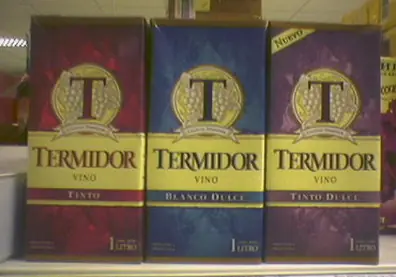 T
TERMIDOR
VINO
TINTO
1 LITRO
T
TERMIDOR
VINO
BLANCO DULCE
1 LITRO
NUEVO
T
TERMIDOR
VINO
TINTO DULCE
1 LITRO